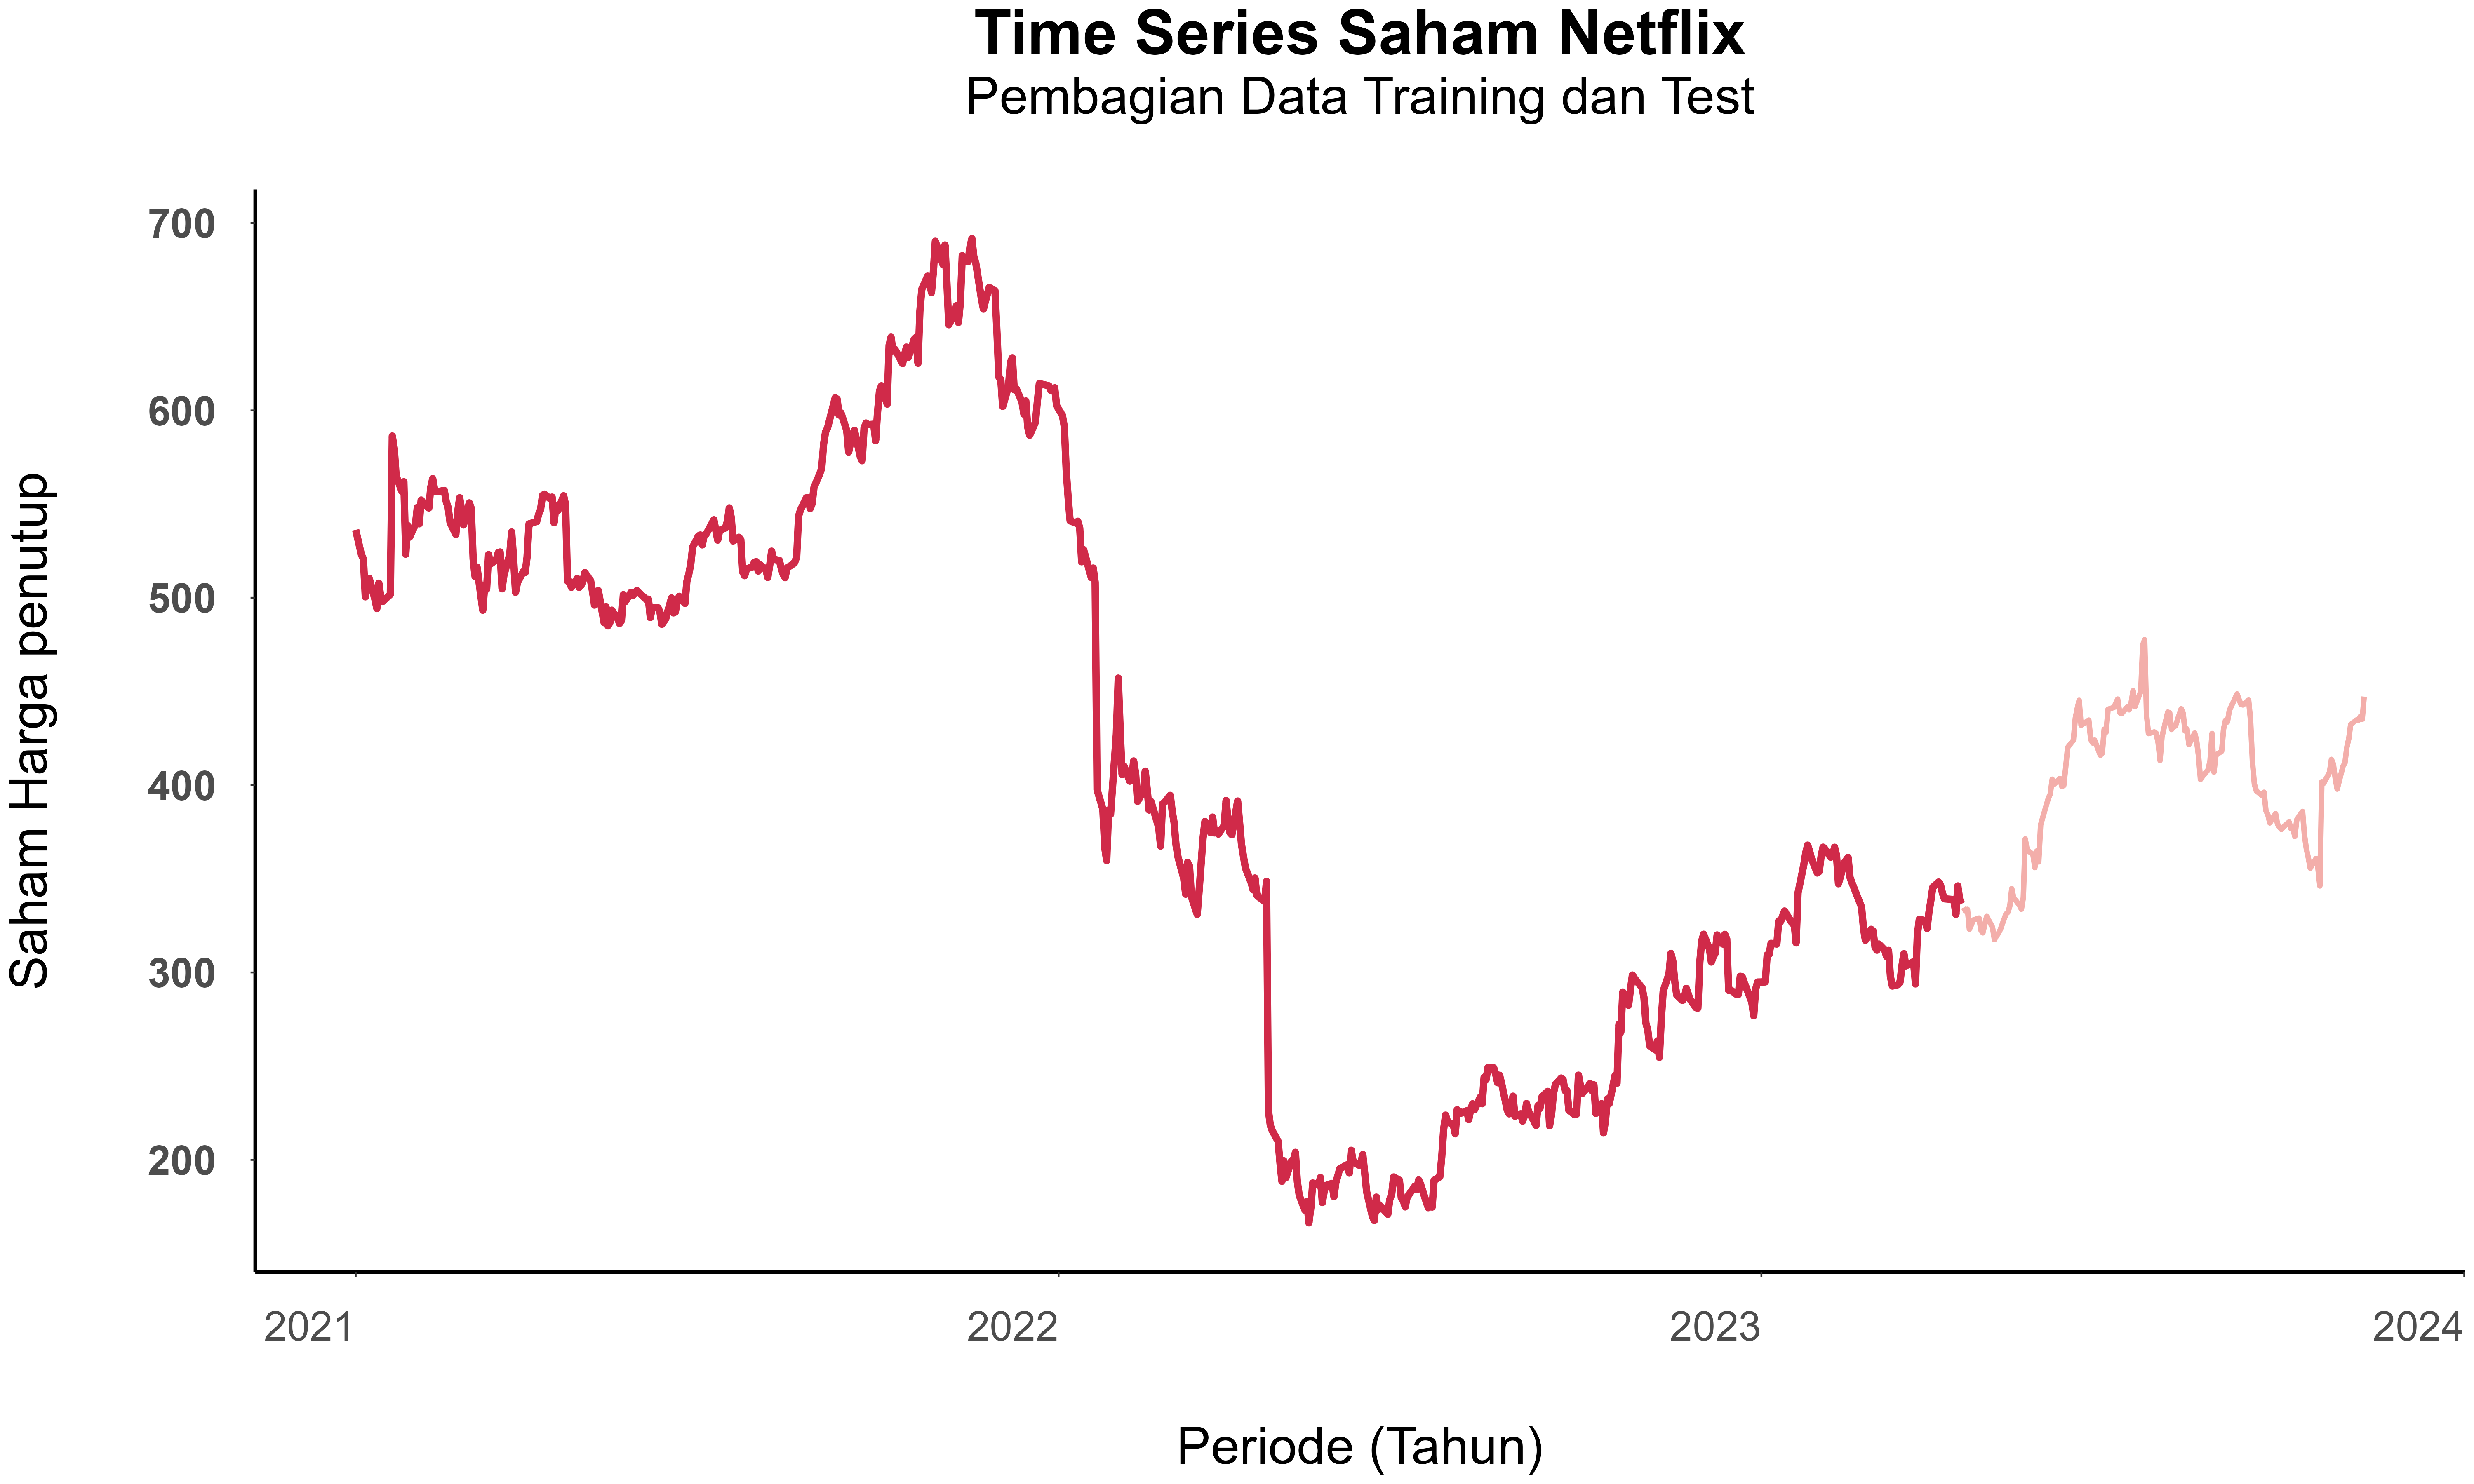 Time Series Saham Netflix
Pembagian Data Training dan Test
Saham Harga penutup
700
600
500
400
300
200
2021
2022
2023
2024
Periode (Tahun)